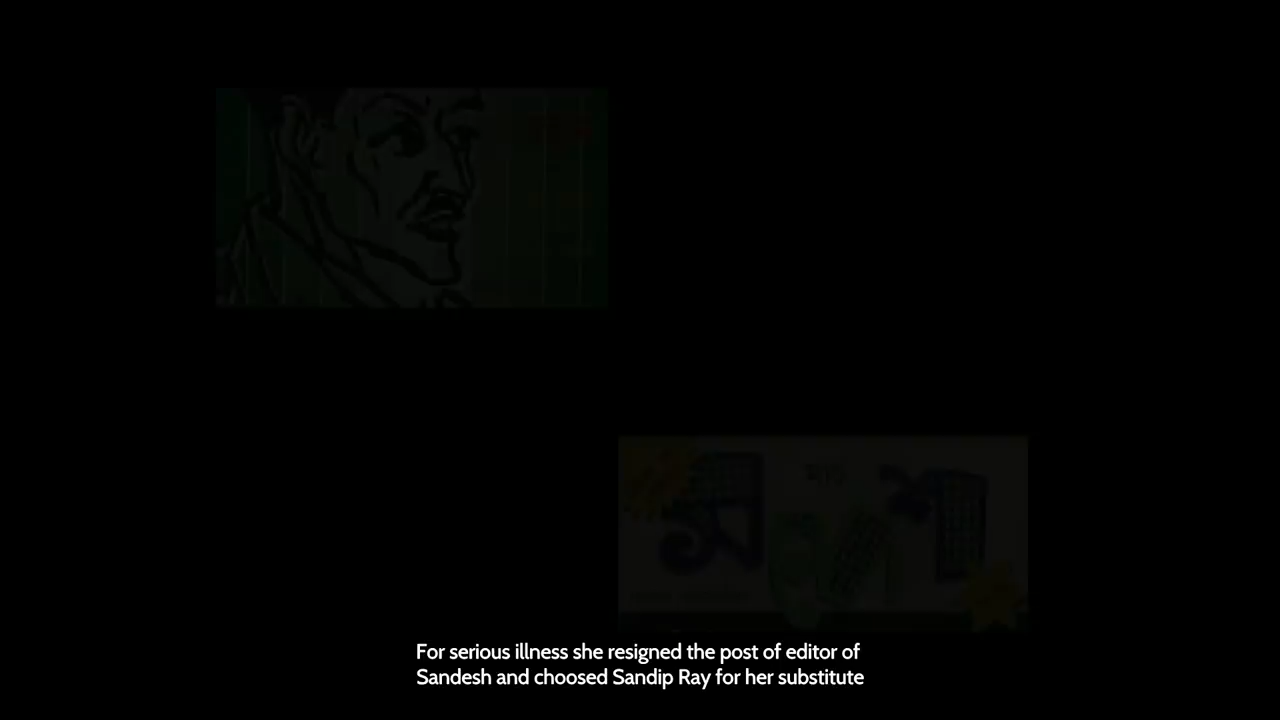 For serious illness she resigned the post of editor of
Sandesh and choosed Sandip Ray for her substitute